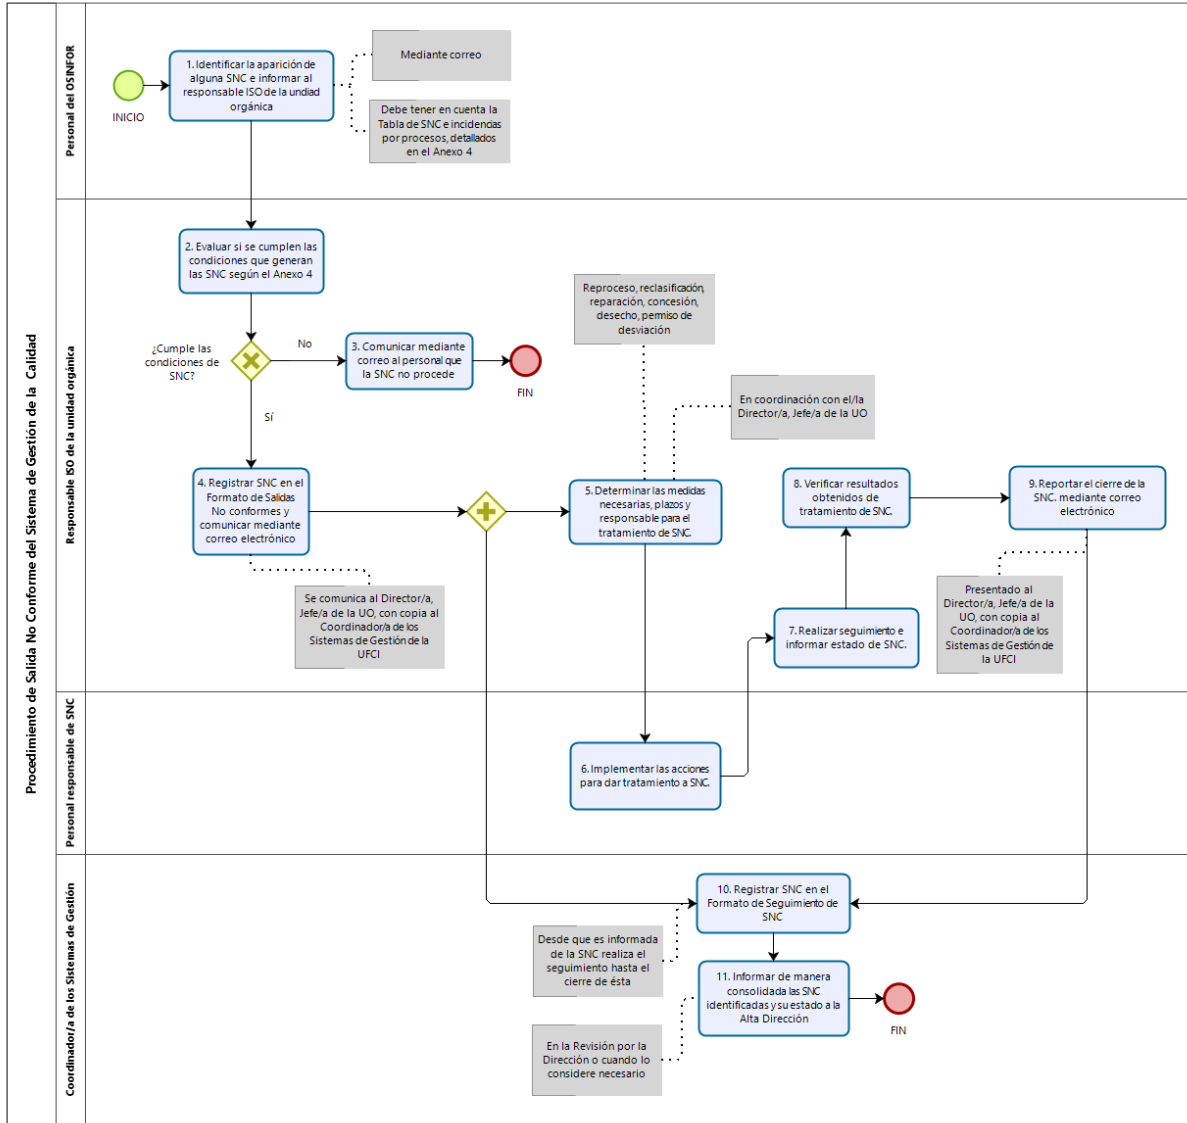 Procedimiento de Salida No Conforme del Sistema de Gestión de la Calidad
Personal del OSINFOR
INICIO
1. Identificar la aparición de
alguna SNC e informar al
responsable ISO de la undiad
orgánica
Mediante correo
Debe tener en cuenta la
Tabla de SNC e incidencias
por procesos, detallados
en el Anexo 4
Responsable ISO de la unidad orgánica
2. Evaluar si se cumplen las
condiciones que generan
las SNC según el Anexo 4
¿Cumple las
condiciones de
SNC?
No
3. Comunicar mediante
correo al personal que
la SNC no procede
FIN
Sí
4. Registrar SNC en el
Formato de Salidas
No conformes y
comunicar mediante
correo electrónico
Se comunica al Director/a,
Jefe/a de la UO, con copia al
Coordinador/a de los
Sistemas de Gestión de la
UFCI
Reproceso, reclasificación,
reparación, concesión,
desecho, permiso de
desviación
En coordinación con el/la
Director/a, Jefe/a de la UO
5. Determinar las medidas
necesarias, plazos y
responsable para el
tratamiento de SNC.
8. Verificar resultados
obtenidos de
tratamiento de SNC.
9. Reportar el cierre de la
SNC. mediante correo
electrónico
Presentado al
Director/a, Jefe/a de la
UO, con copia al
Coordinador/a de los
Sistemas de Gestión de
la UFCI
7. Realizar seguimiento e
informar estado de SNC.
Personal responsable de SNC
6. Implementar las acciones
para dar tratamiento a SNC.
Coordinador/a de los Sistemas de Gestión
10. Registrar SNC en el
Formato de Seguimiento de
SNC
Desde que es informada
de la SNC realiza el
seguimiento hasta el
cierre de ésta
11. Informar de manera
consolidada las SNC
identificadas y su estado a la
Alta Dirección
FIN
En la Revisión por la
Dirección o cuando lo
considere necesario